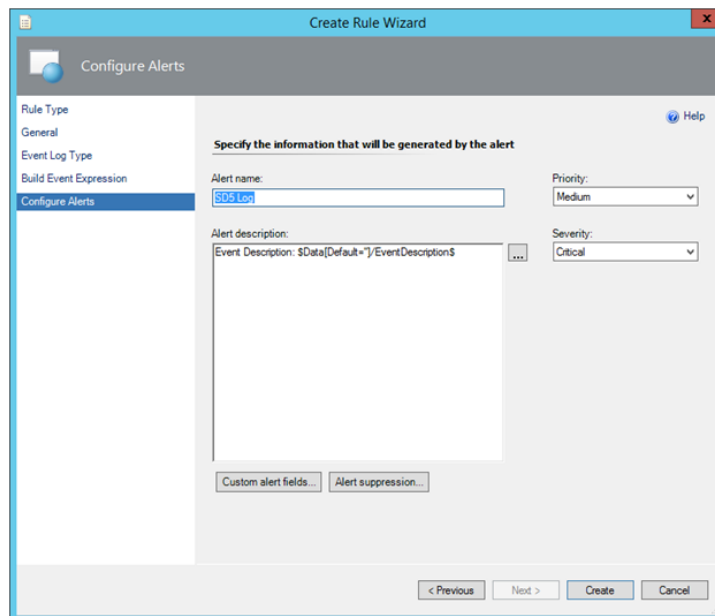 Create Rule Wizard
x
Configure Alerts
Rule Type
General
Event Log Type
Build Event Expression
Configure Alerts
Help
Specify the information that will be generated by the alert
Alert name:
SD5 Log
Priority:
Medium
Alert description:
Event Description: $Data[Default='']/EventDescription$
...
Severity:
Critical
Custom alert fields...
Alert suppression...
< Previous
Next >
Create
Cancel